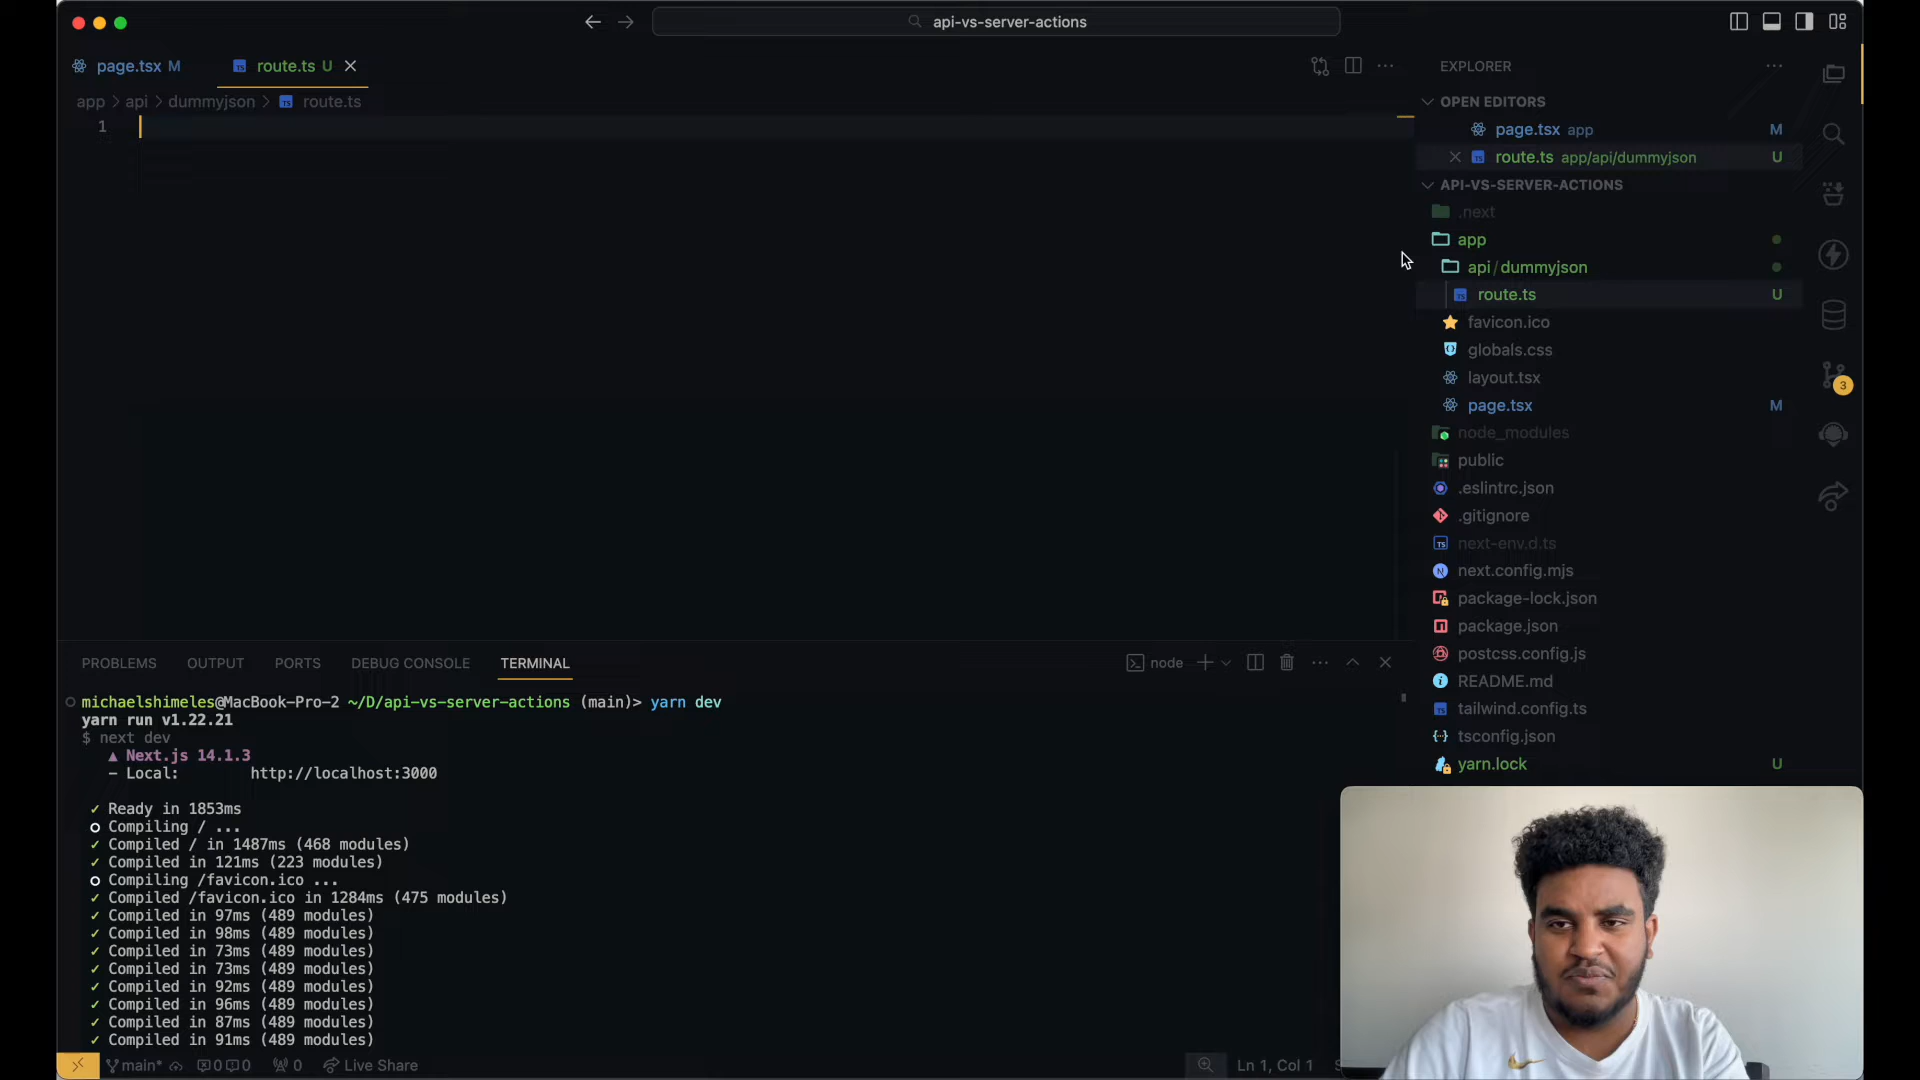 api-vs-server-actions
page.tsx M
route.ts U
app > api > dummyjson > route.ts
1
EXPLORER
OPEN EDITORS
page.tsx app M
route.ts app/api/dummyjson U
API-VS-SERVER-ACTIONS
.next
app
api/dummyjson
route.ts U
favicon.ico
globals.css
layout.tsx
page.tsx M
node_modules
public
.eslintrc.json
.gitignore
next-env.d.ts
next.config.mjs
package-lock.json
package.json
postcss.config.js
README.md
tailwind.config.ts
tsconfig.json
yarn.lock U
3
PROBLEMS OUTPUT PORTS DEBUG CONSOLE TERMINAL
node
michaelshimeles@MacBook-Pro-2 ~/D/api-vs-server-actions (main)> yarn dev
yarn run v1.22.21
$ next dev
▲ Next.js 14.1.3
- Local: http://localhost:3000
✓ Ready in 1853ms
○ Compiling / ...
✓ Compiled / in 1487ms (468 modules)
✓ Compiled in 121ms (223 modules)
○ Compiling /favicon.ico ...
✓ Compiled /favicon.ico in 1284ms (475 modules)
✓ Compiled in 97ms (489 modules)
✓ Compiled in 98ms (489 modules)
✓ Compiled in 73ms (489 modules)
✓ Compiled in 73ms (489 modules)
✓ Compiled in 92ms (489 modules)
✓ Compiled in 96ms (489 modules)
✓ Compiled in 87ms (489 modules)
✓ Compiled in 91ms (489 modules)
main* 0 0 0 Live Share
Ln 1, Col 1